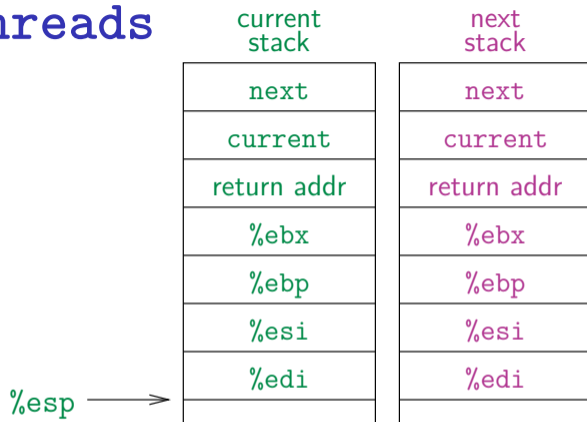 hreads
current
stack
next
stack
next
next
current
current
return addr
return addr
%ebx
%ebx
%ebp
%ebp
%esi
%esi
%edi
%edi
%esp